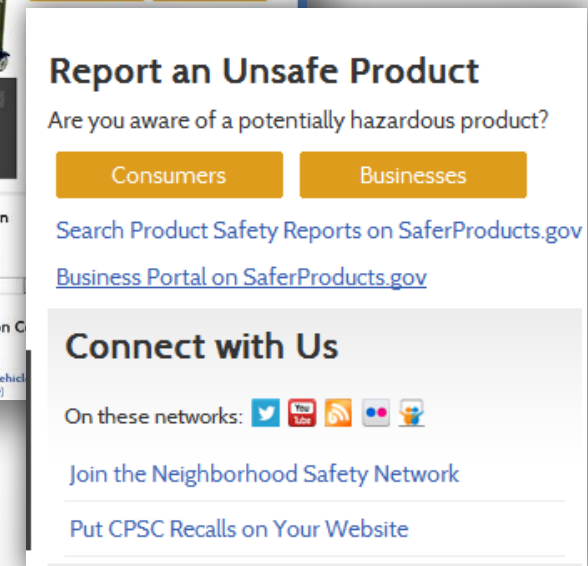 Report an Unsafe Product
Are you aware of a potentially hazardous product?
Consumers
Businesses
Search Product Safety Reports on SaferProducts.gov
Business Portal on SaferProducts.gov
Connect with Us
On these networks:
You Tube
Join the Neighborhood Safety Network
Put CPSC Recalls on Your Website